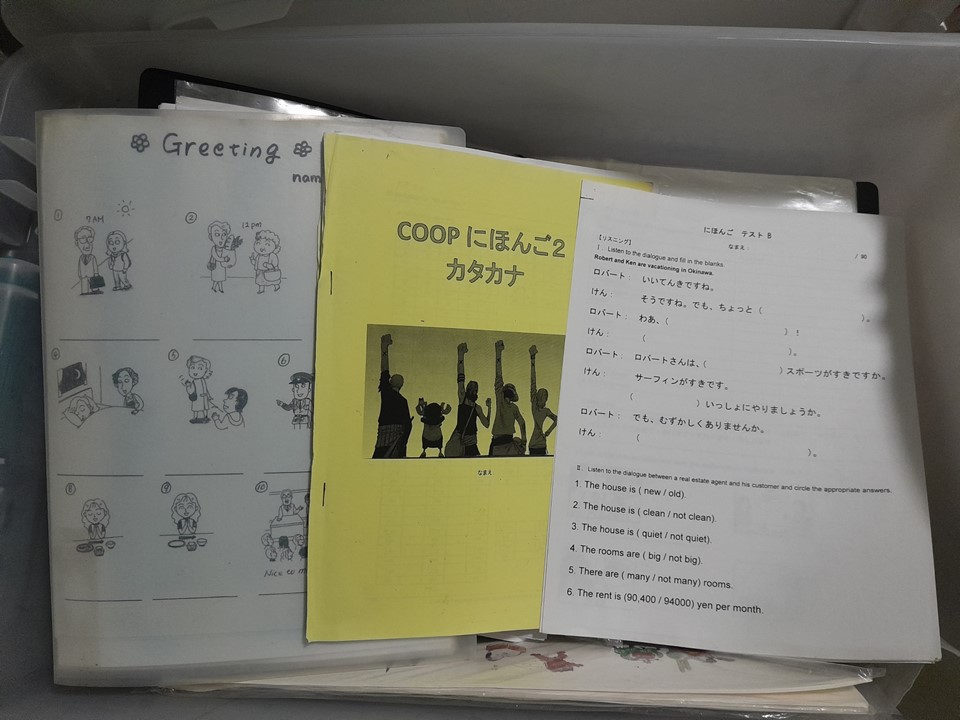 Greeting
nam
①
7AM
②
12pm
⑤
⑥
⑧
⑨
⑩
Nice to m
COOP にほんご2
カタカナ
なまえ
にほんご テスト 8
なまえ:
/ 90
【リスニング】
I Listen to the dialogue and fill in the blanks.
Robert and Ken are vacationing in Okinawa.
ロバート: いいてんきですね。
けん: そうですね。でも、ちょっと( )。
ロバート: わあ、( )!
けん: ( )。
ロバート: ロバートさんは、( )スポーツがすきですか。
けん: サーフィンがすきです。
( )いっしょにやりましょうか。
ロバート: でも、むずかしくありませんか。
けん: ( )。
II Listen to the dialogue between a real estate agent and his customer and circle the appropriate answers.
1. The house is ( new / old).
2. The house is ( clean / not clean).
3. The house is ( quiet / not quiet).
4. The rooms are ( big / not big).
5. There are ( many / not many) rooms.
6. The rent is (90,400 / 94000) yen per month.